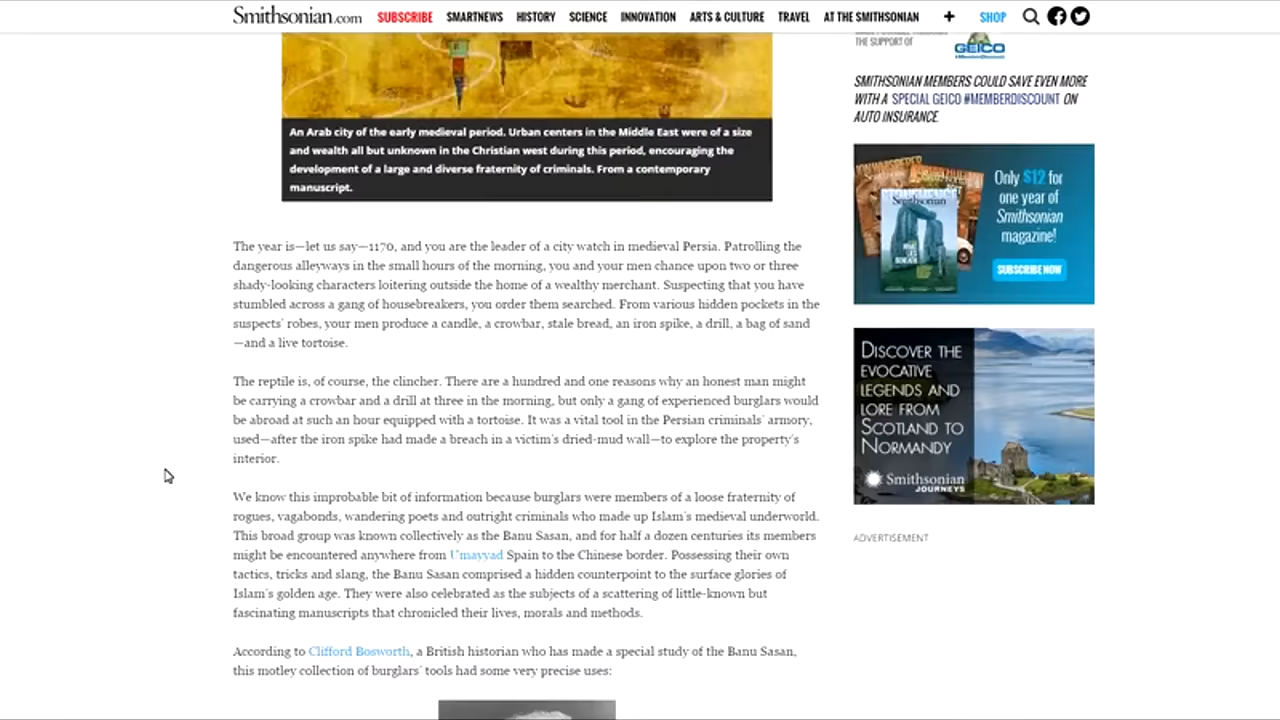 Smithsonian.com SUBSCRIBE SMARTNEWS HISTORY SCIENCE INNOVATION ARTS & CULTURE TRAVEL AT THE SMITHSONIAN + SHOP
An Arab city of the early medieval period. Urban centers in the Middle East were of a size
and wealth all but unknown in the Christian west during this period, encouraging the
development of a large and diverse fraternity of criminals. From a contemporary
manuscript.
The year is—let us say—1170, and you are the leader of a city watch in medieval Persia. Patrolling the
dangerous alleyways in the small hours of the morning, you and your men chance upon two or three
shady-looking characters loitering outside the home of a wealthy merchant. Suspecting that you have
stumbled across a gang of housebreakers, you order them searched. From various hidden pockets in the
suspects' robes, your men produce a candle, a crowbar, stale bread, an iron spike, a drill, a bag of sand
—and a live tortoise.
The reptile is, of course, the clincher. There are a hundred and one reasons why an honest man might
be carrying a crowbar and a drill at three in the morning, but only a gang of experienced burglars would
be abroad at such an hour equipped with a tortoise. It was a vital tool in the Persian criminals' armory,
used—after the iron spike had made a breach in a victim's dried-mud wall—to explore the property's
interior.
We know this improbable bit of information because burglars were members of a loose fraternity of
rogues, vagabonds, wandering poets and outright criminals who made up Islam's medieval underworld.
This broad group was known collectively as the Banu Sasan, and for half a dozen centuries its members
might be encountered anywhere from Umayyad Spain to the Chinese border. Possessing their own
tactics, tricks and slang, the Banu Sasan comprised a hidden counterpoint to the surface glories of
Islam's golden age. They were also celebrated as the subjects of a scattering of little-known but
fascinating manuscripts that chronicled their lives, morals and methods.
According to Clifford Bosworth, a British historian who has made a special study of the Banu Sasan,
this motley collection of burglars' tools had some very precise uses:
THE SUPPORT OF
GEICO
SMITHSONIAN MEMBERS COULD SAVE EVEN MORE
WITH A SPECIAL GEICO #MEMBERDISCOUNT ON
AUTO INSURANCE
Smithsonian
Only $12 for
one year of
Smithsonian
magazine!
SUBSCRIBE NOW
DISCOVER THE
EVOCATIVE
LEGENDS AND
LORE FROM
SCOTLAND TO
NORMANDY
Smithsonian
JOURNEYS
ADVERTISEMENT